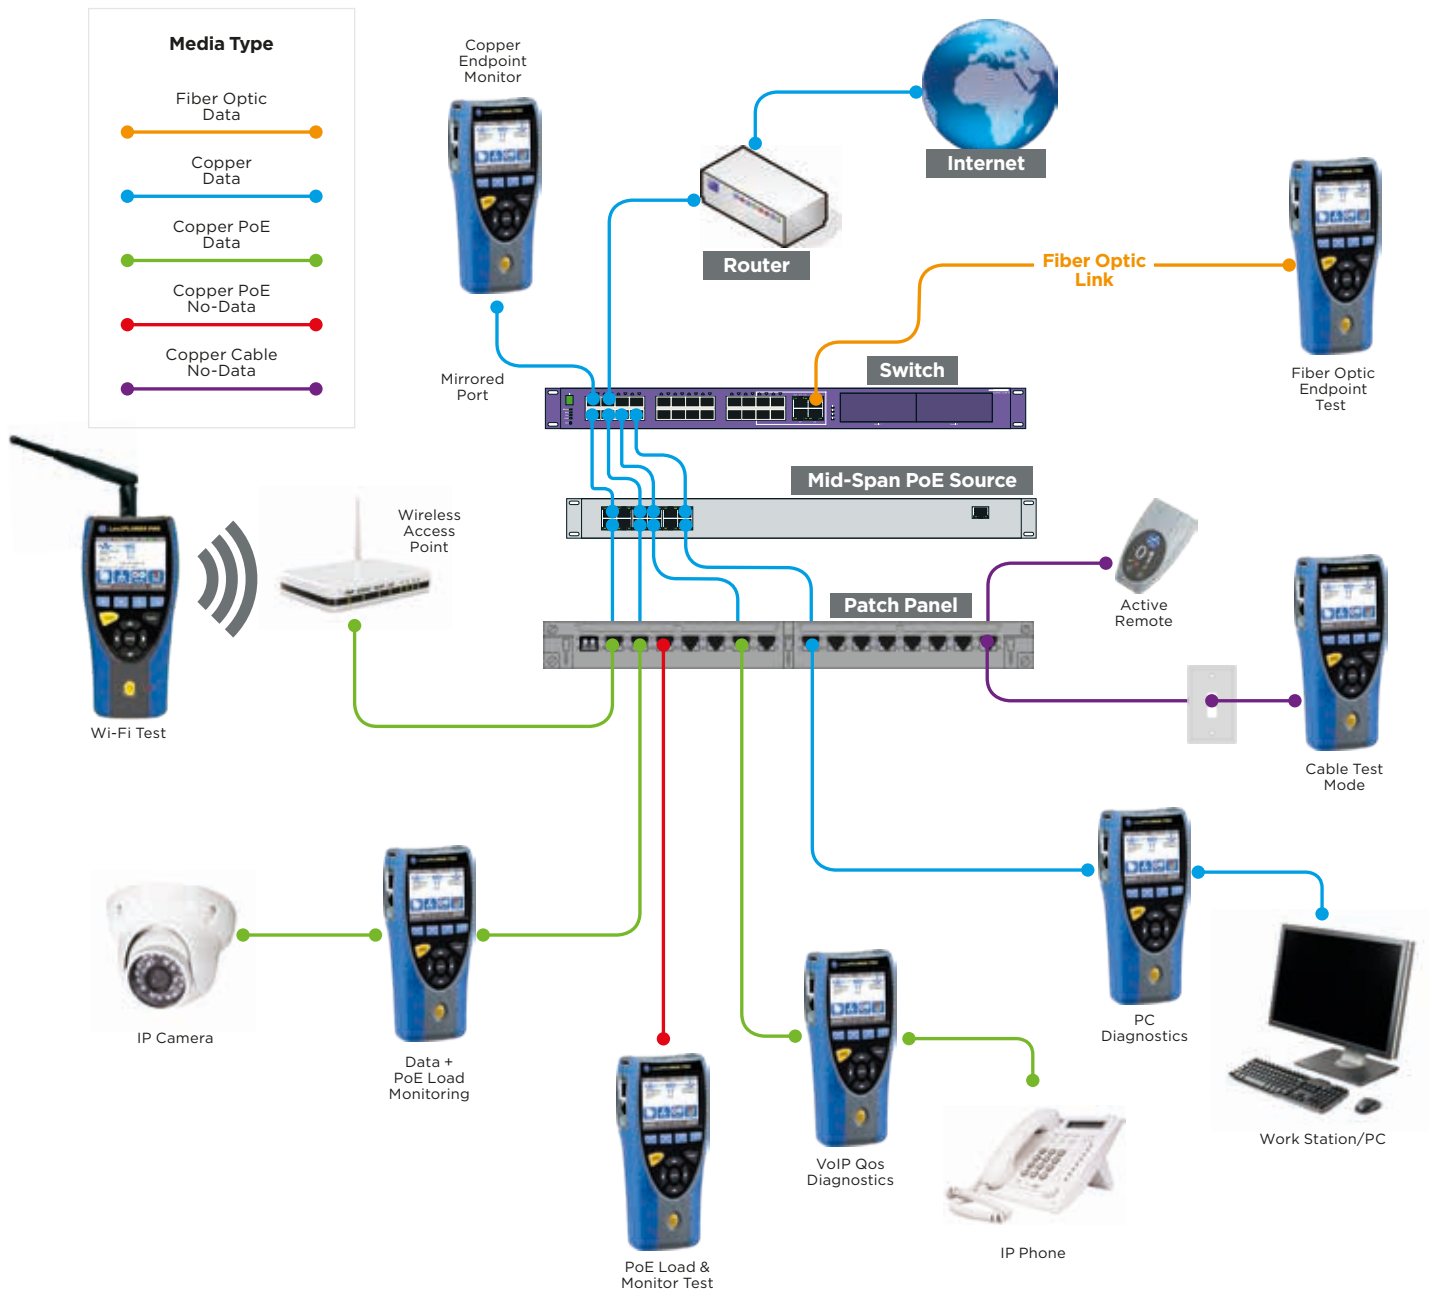 Media Type
Fiber Optic
Data
Copper
Data
Copper PoE
Data
Copper PoE
No-Data
Copper Cable
No-Data
Copper
Endpoint
Monitor
Internet
Router
Fiber Optic
Link
Fiber Optic
Endpoint
Test
Mirrored
Port
Switch
Mid-Span PoE Source
Wireless
Access
Point
Wi-Fi Test
Patch Panel
01
Active
Remote
Cable Test
Mode
IP Camera
Data +
PoE Load
Monitoring
PoE Load &
Monitor Test
VoIP Qos
Diagnostics
IP Phone
PC
Diagnostics
Work Station/PC